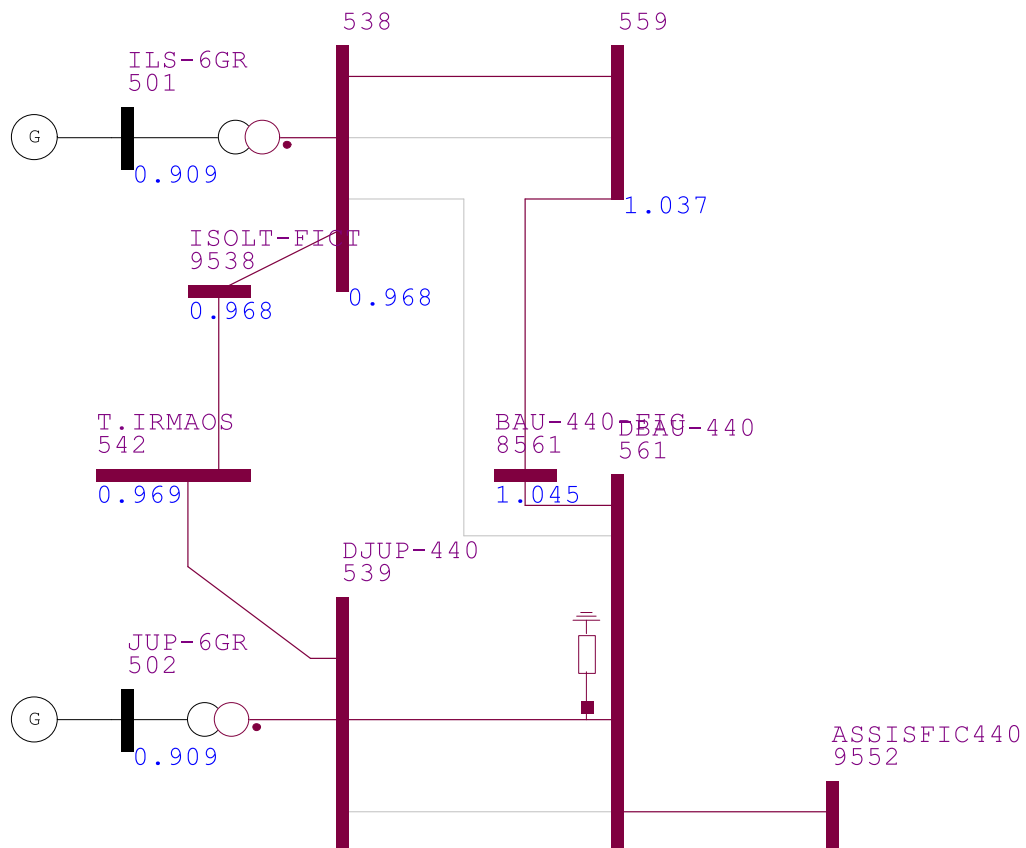 538
559
ILS-6GR
501
G
0.909
1.037
ISOLT-FICT
9538
0.968
0.968
T.IRMAOS
542
0.969
BAU-440-FIC
8561
1.045
DBAU-440
561
DJUP-440
539
JUP-6GR
502
G
0.909
ASSISFIC440
9552